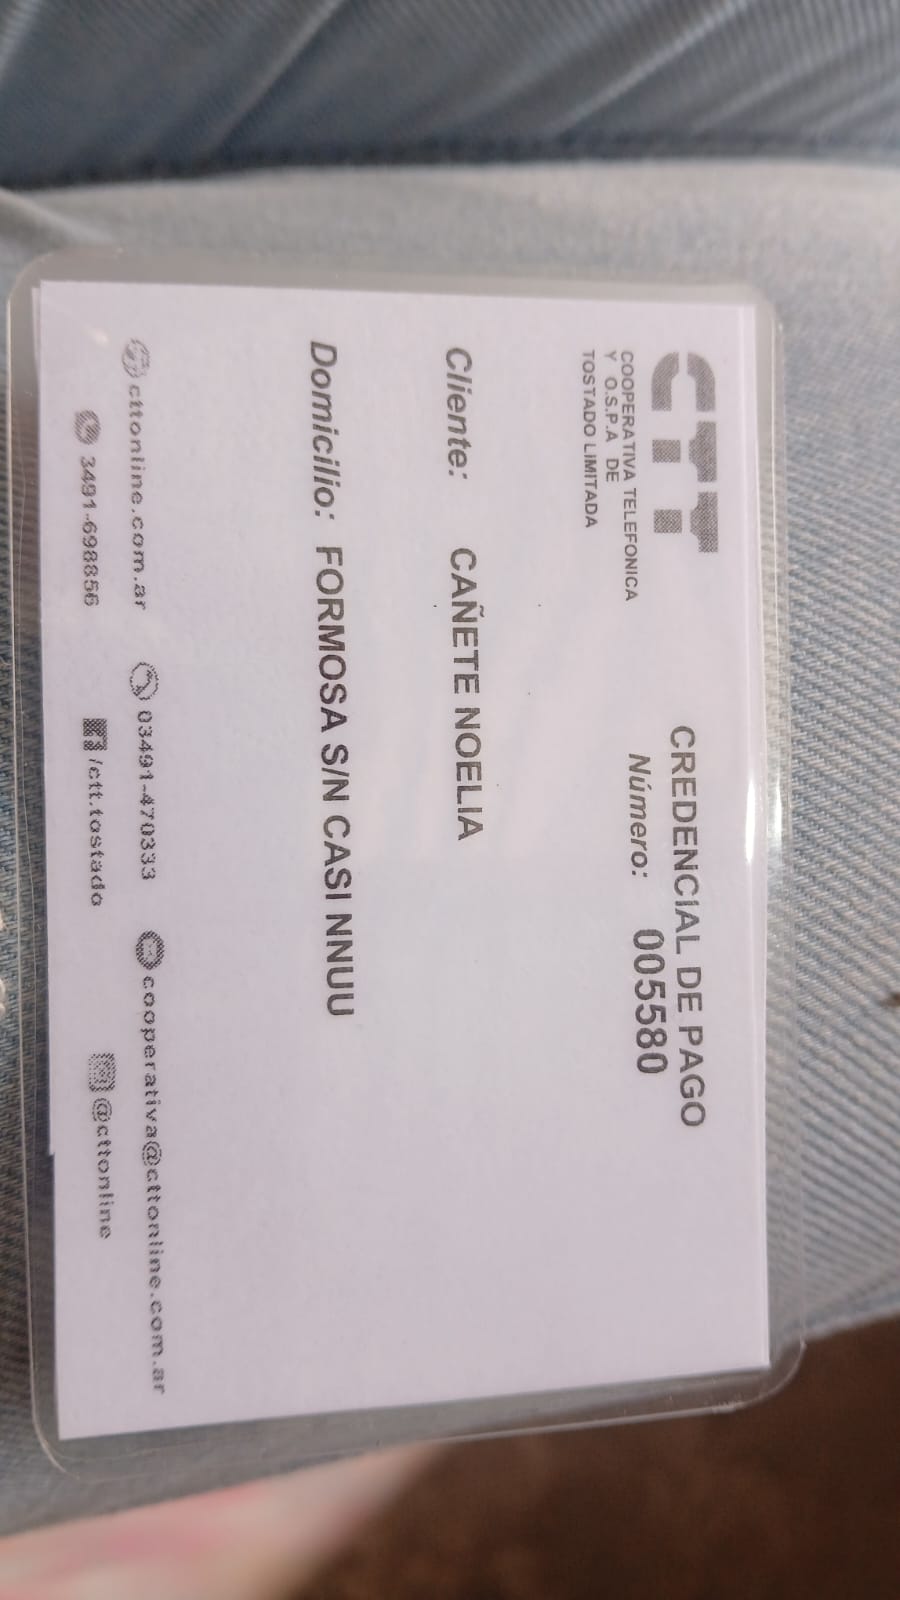 CTT
COOPERATIVA TELEFONICA
Y O.S.P.A DE
TOSTADO LIMITADA
CREDENCIAL DE PAGO
Número: 005580
Cliente: CAÑETE NOELIA
Domicilio: FORMOSA S/N CASI NNUU
cttonline.com.ar 03491-470333 cooperativa@cttonline.com.ar
3491-698856 /ctt.tostado @cttonline